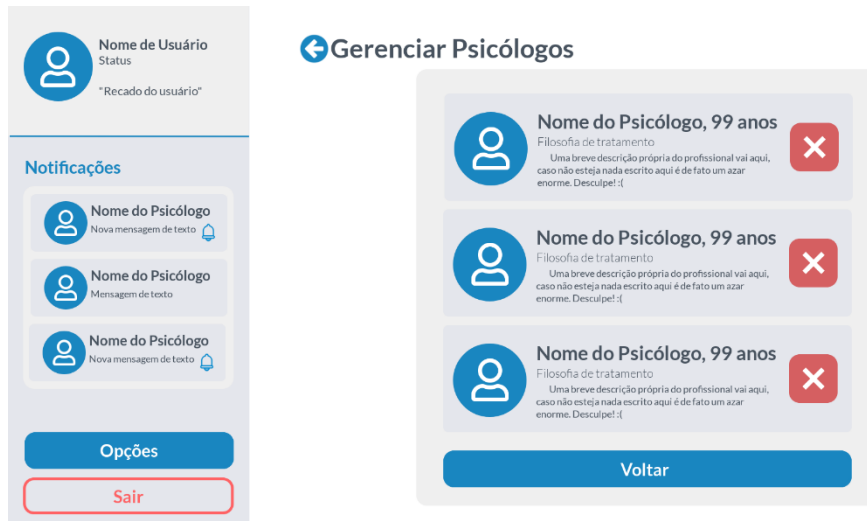 Nome de Usuário
Status
"Recado do usuário"
Notificações
Nome do Psicólogo
Nova mensagem de texto
Nome do Psicólogo
Mensagem de texto
Nome do Psicólogo
Nova mensagem de texto
Opções
Sair
Gerenciar Psicólogos
Nome do Psicólogo, 99 anos
Filosofia de tratamento
Uma breve descrição própria do profissional vai aqui,
caso não esteja nada escrito aqui é de fato um azar
enorme. Desculpe! :(
Nome do Psicólogo, 99 anos
Filosofia de tratamento
Uma breve descrição própria do profissional vai aqui,
caso não esteja nada escrito aqui é de fato um azar
enorme. Desculpe! :(
Nome do Psicólogo, 99 anos
Filosofia de tratamento
Uma breve descrição própria do profissional vai aqui,
caso não esteja nada escrito aqui é de fato um azar
enorme. Desculpe! :(
Voltar